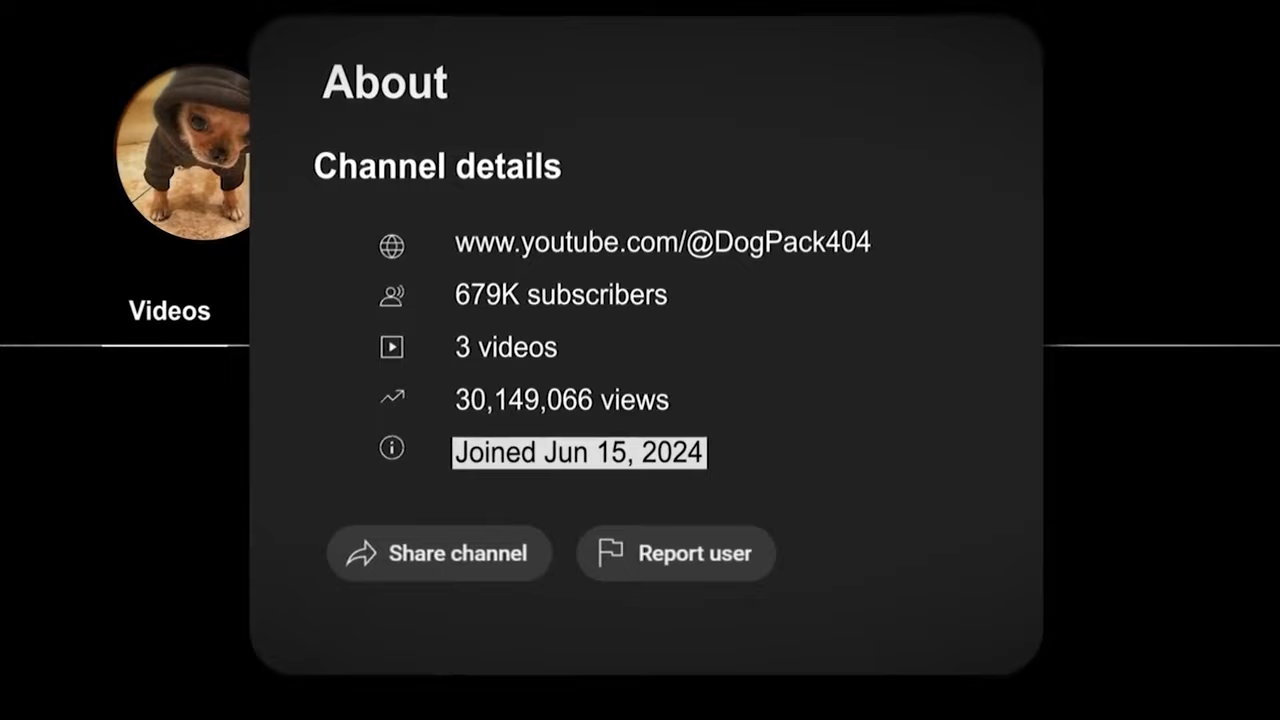 About
Channel details
www.youtube.com/@DogPack404
679K subscribers
Videos
3 videos
30,149,066 views
Joined Jun 15, 2024
Share channel
Report user